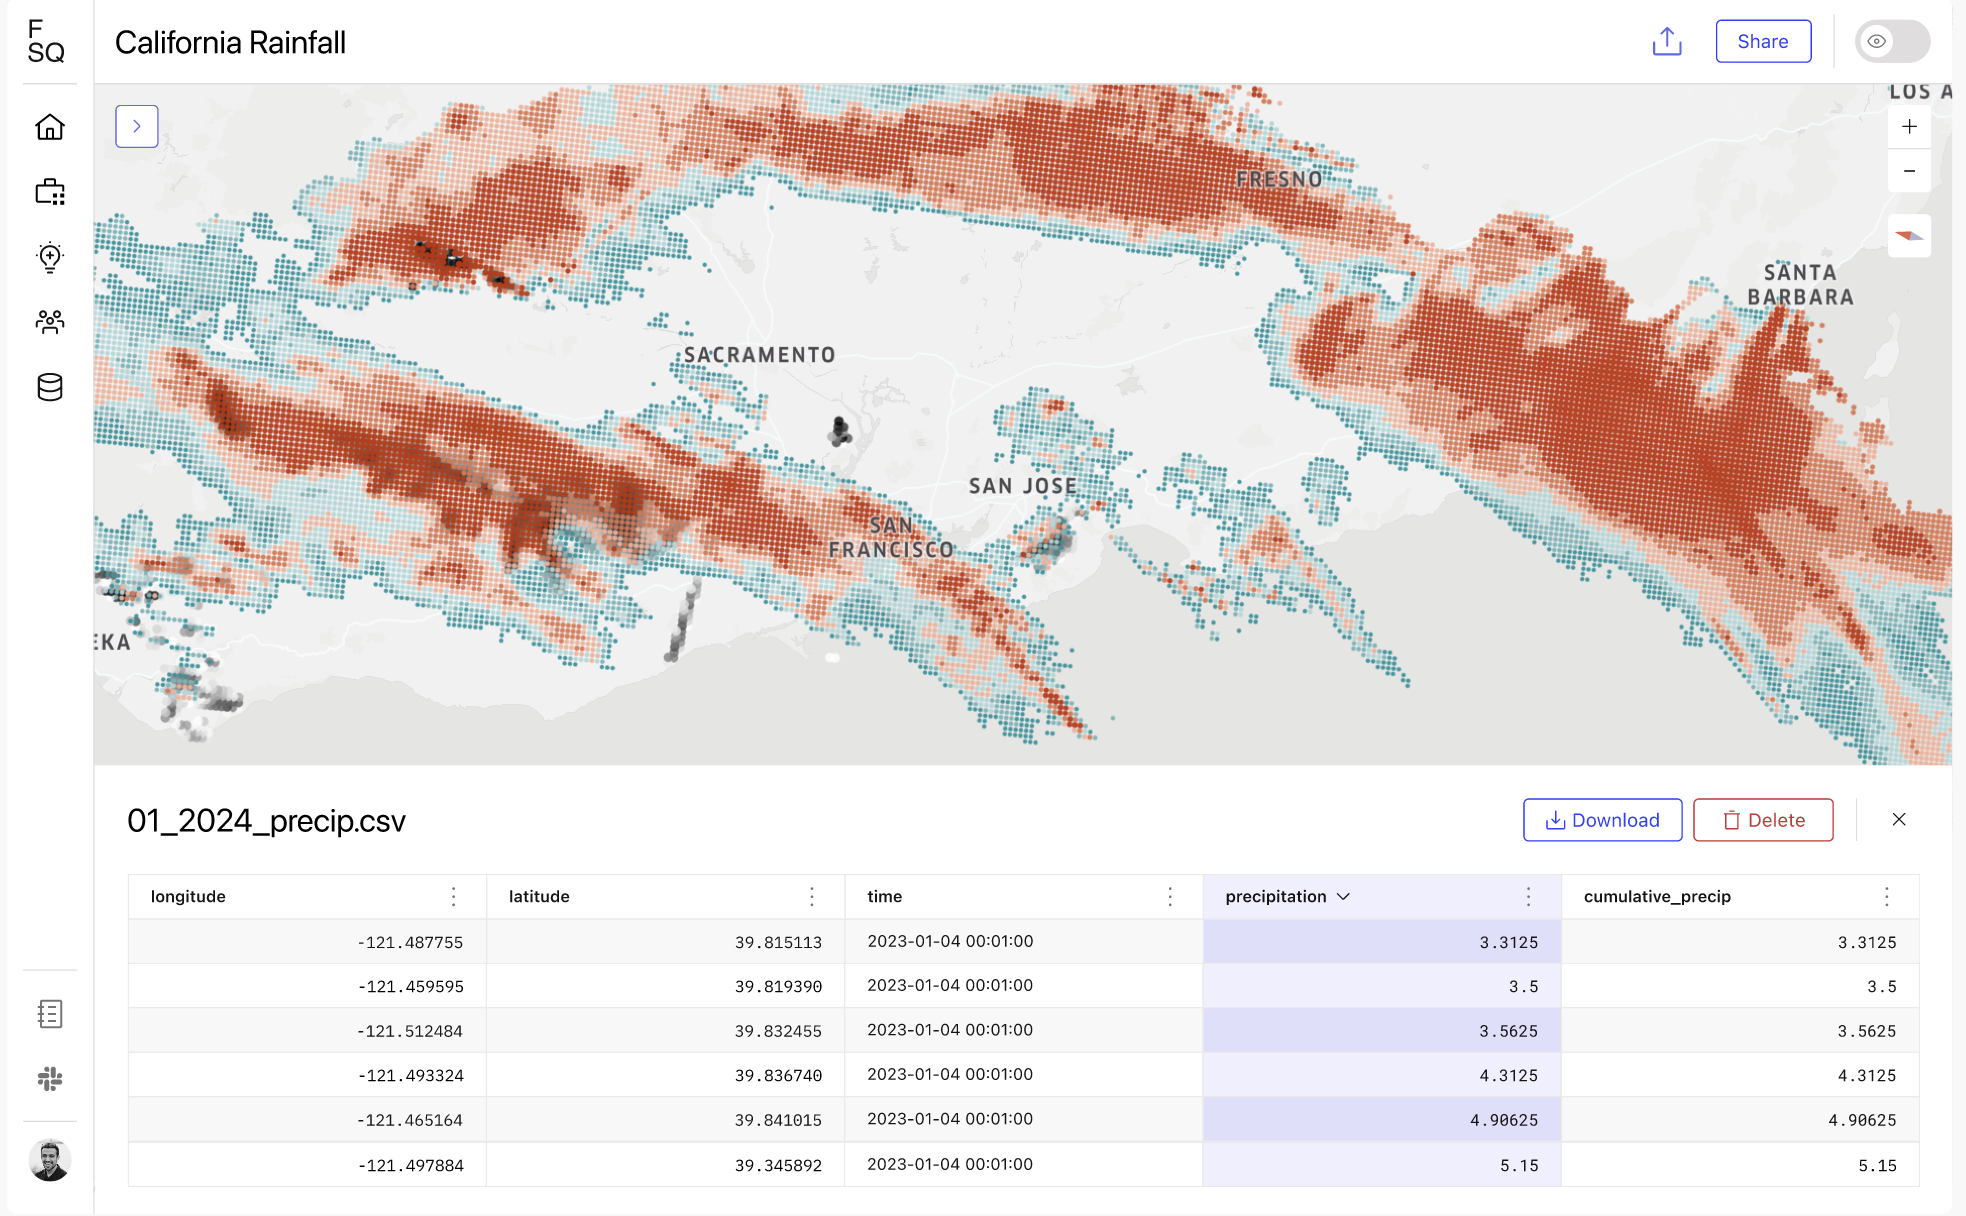 F
SQ
California Rainfall
Share
LOS A
FRESNO
SANTA
BARBARA
SACRAMENTO
SAN JOSE
SAN
FRANCISCO
EKA
01_2024_precip.csv
Download
Delete
longitude latitude time precipitation cumulative_precip
-121.487755 39.815113 2023-01-04 00:01:00 3.3125 3.3125
-121.459595 39.819390 2023-01-04 00:01:00 3.5 3.5
-121.512484 39.832455 2023-01-04 00:01:00 3.5625 3.5625
-121.493324 39.836740 2023-01-04 00:01:00 4.3125 4.3125
-121.465164 39.841015 2023-01-04 00:01:00 4.90625 4.90625
-121.497884 39.345892 2023-01-04 00:01:00 5.15 5.15